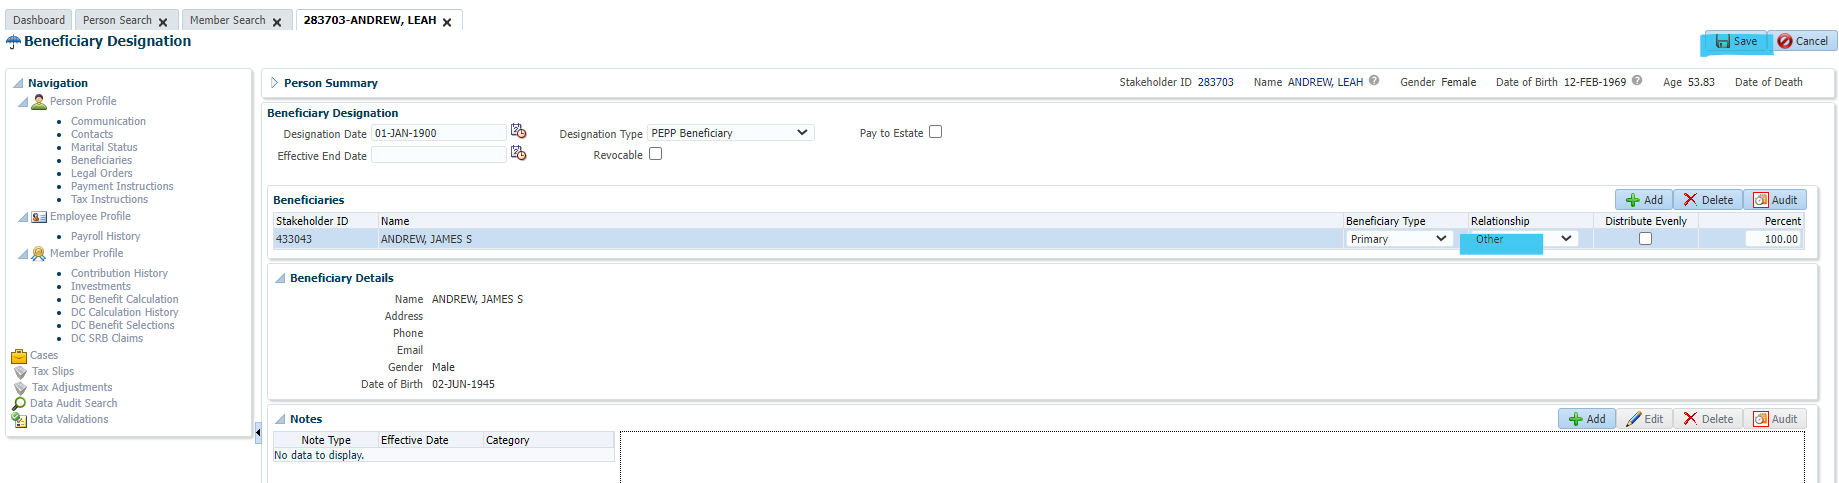 Dashboard Person Search Member Search 283703-ANDREW, LEAH
Beneficiary Designation
Save Cancel
Navigation
Person Profile
Communication
Contacts
Marital Status
Beneficiaries
Legal Orders
Payment Instructions
Tax Instructions
Employee Profile
Payroll History
Member Profile
Contribution History
Investments
DC Benefit Calculation
DC Calculation History
DC Benefit Selections
DC SRB Claims
Cases
Tax Slips
Tax Adjustments
Data Audit Search
Data Validations
Person Summary Stakeholder ID 283703 Name ANDREW, LEAH Gender Female Date of Birth 12-FEB-1969 Age 53.83 Date of Death
Beneficiary Designation
Designation Date 01-JAN-1900 Designation Type PEPP Beneficiary Pay to Estate
Effective End Date Revocable
Beneficiaries Add Delete Audit
Stakeholder ID Name Beneficiary Type Relationship Distribute Evenly Percent
433043 ANDREW, JAMES S Primary Other 100.00
Beneficiary Details
Name ANDREW, JAMES S
Address
Phone
Email
Gender Male
Date of Birth 02-JUN-1945
Notes Add Edit Delete Audit
Note Type Effective Date Category
No data to display.